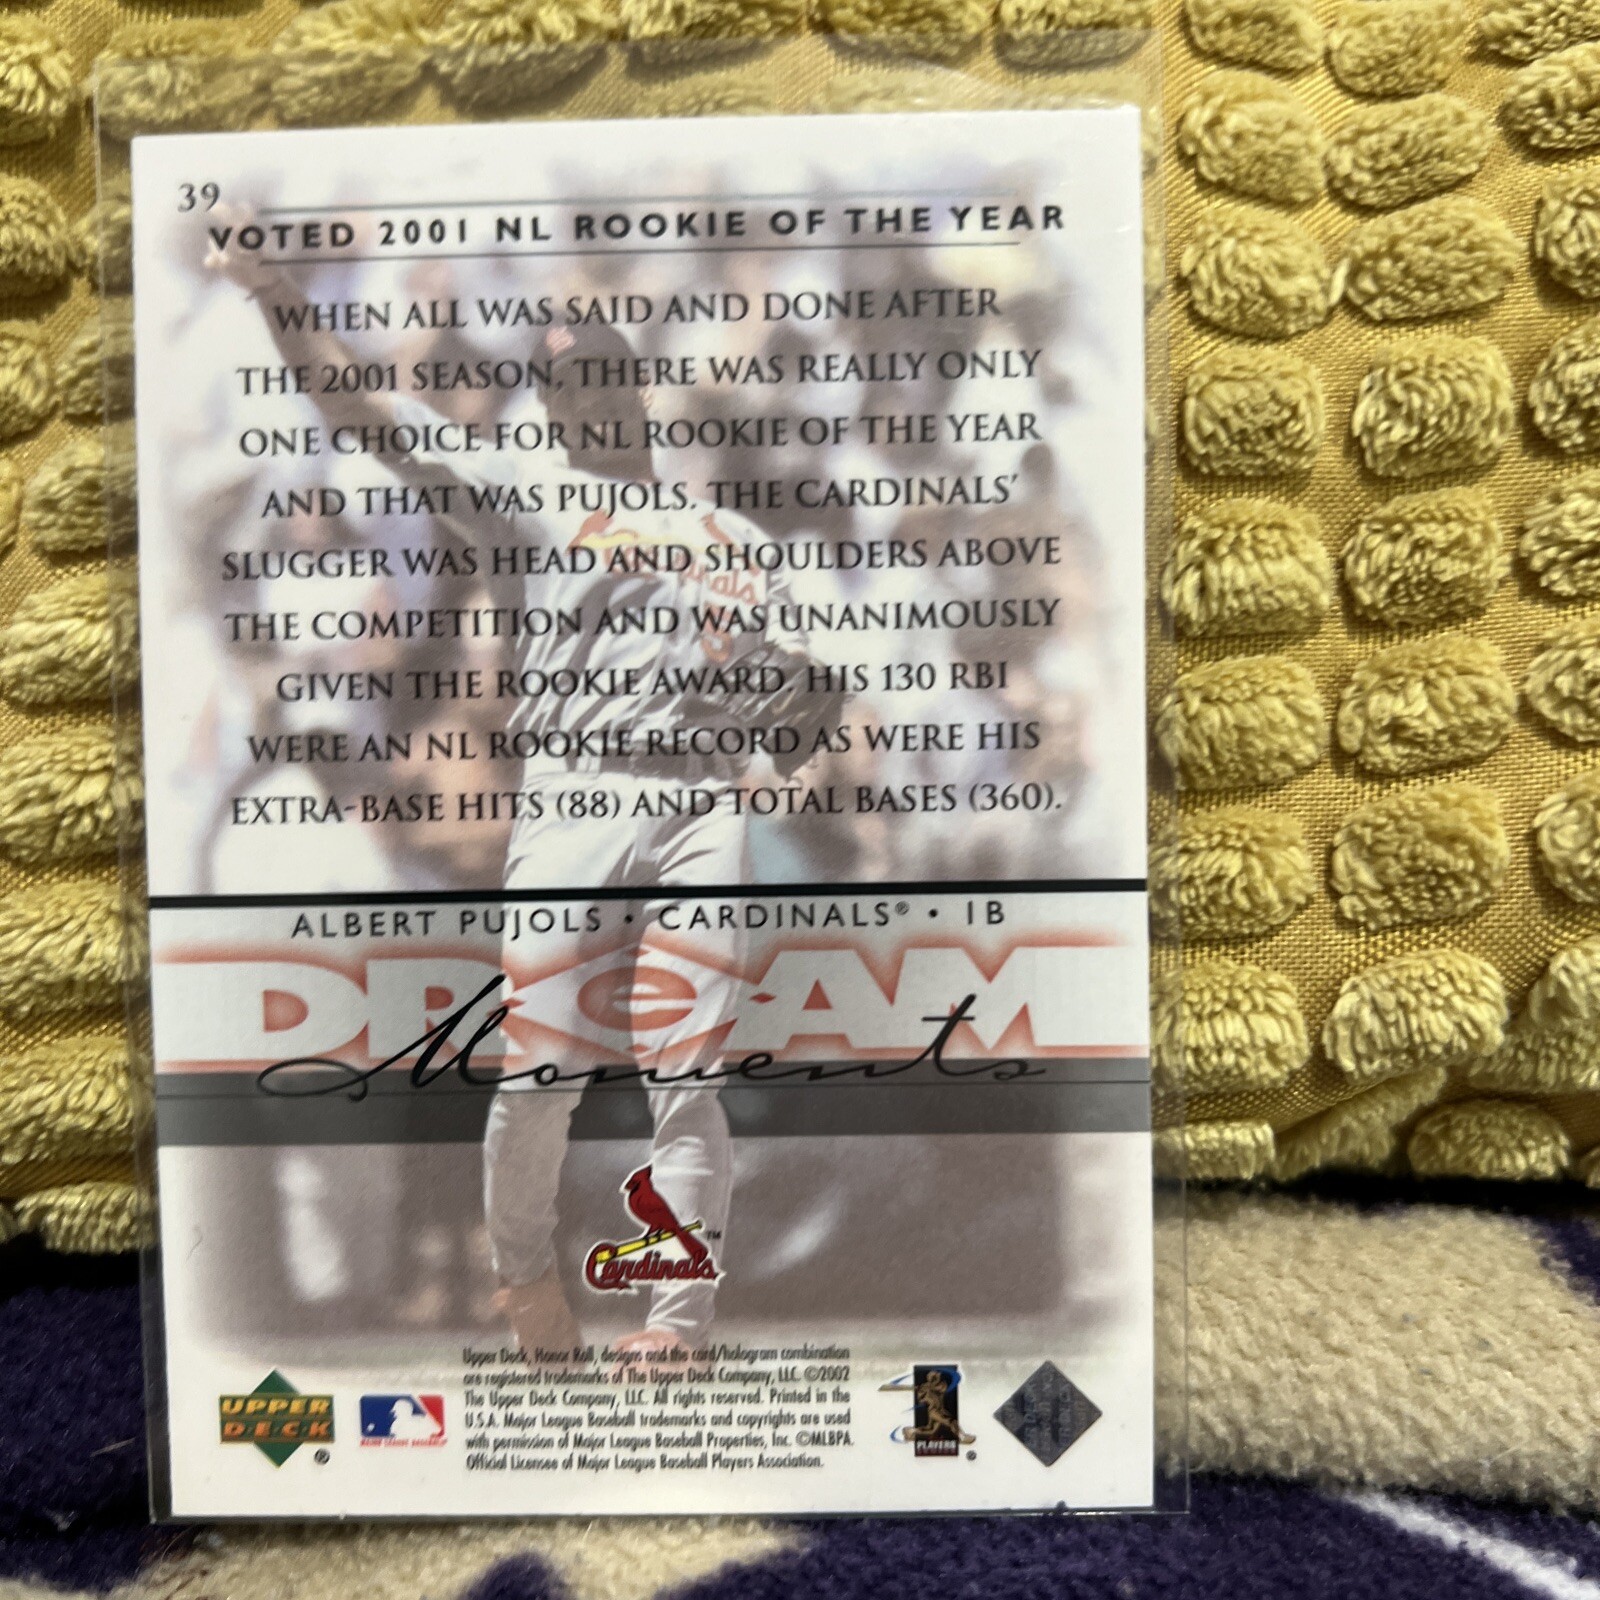 39
VOTED 2001 NL ROOKIE OF THE YEAR
WHEN ALL WAS SAID AND DONE AFTER
THE 2001 SEASON, THERE WAS REALLY ONLY
ONE CHOICE FOR NL ROOKIE OF THE YEAR
AND THAT WAS PUJOLS. THE CARDINALS'
SLUGGER WAS HEAD AND SHOULDERS ABOVE
THE COMPETITION AND WAS UNANIMOUSLY
GIVEN THE ROOKIE AWARD. HIS 130 RBI
WERE AN NL ROOKIE RECORD AS WERE HIS
EXTRA-BASE HITS (88) AND TOTAL BASES (360).
ALBERT PUJOLS • CARDINALS® • 1B
DREAM
Moments
Cardinals™
Upper Deck, Honor Roll, designs and the card/hologram combination
are registered trademarks of The Upper Deck Company, LLC. ©2002
The Upper Deck Company, LLC. All rights reserved. Printed in the
U.S.A. Major League Baseball trademarks and copyrights are used
with permission of Major League Baseball Properties, Inc. ©MLBPA.
Official Licensee of Major League Baseball Players Association.
UPPER
DECK
®
MAJOR LEAGUE BASEBALL
PLAYERS
®